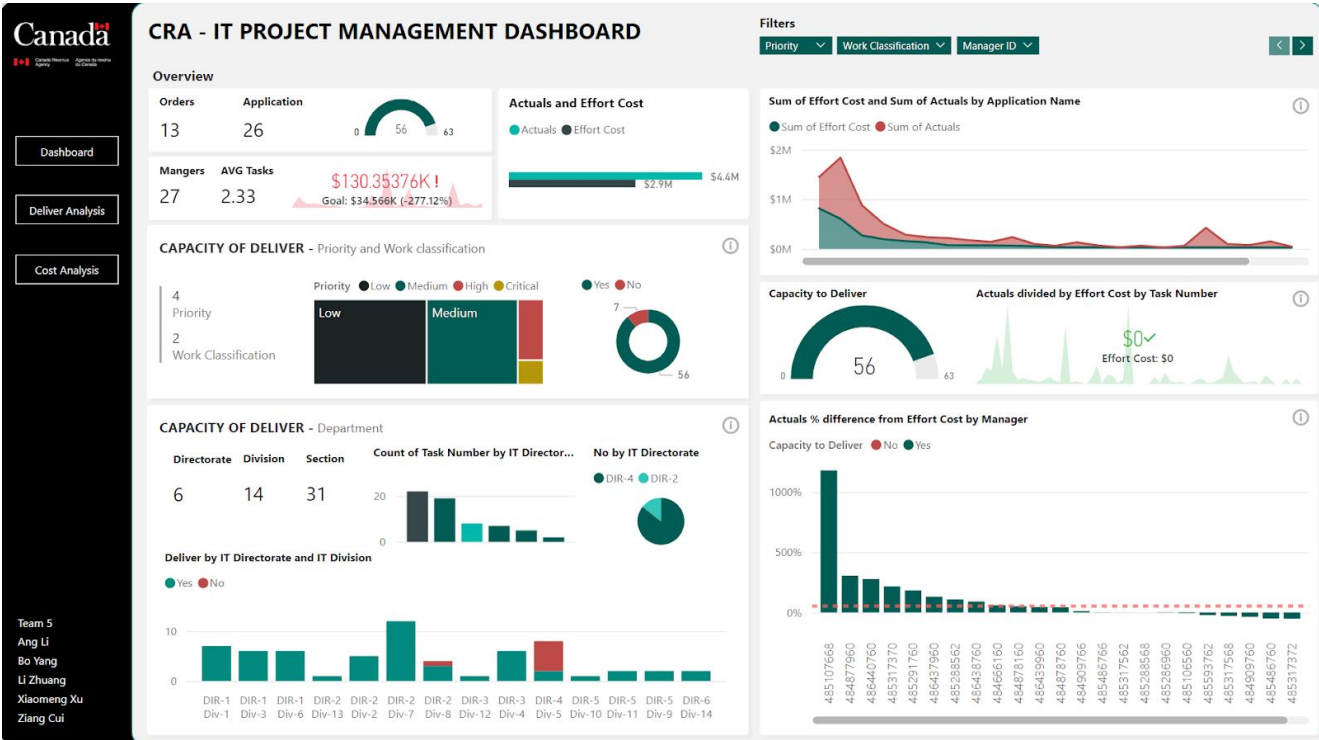 Canada
Canada Revenue Agency
Agence du revenu du Canada
Dashboard
Deliver Analysis
Cost Analysis
Team 5
Ang Li
Bo Yang
Li Zhuang
Xiaomeng Xu
Ziang Cui
CRA - IT PROJECT MANAGEMENT DASHBOARD
Filters
Priority
Work Classification
Manager ID
Overview
Orders
Application
13
26
0
56
63
Mangers
AVG Tasks
27
2.33
$130.35376K !
Goal: $34.566K (-277.12%)
Actuals and Effort Cost
Actuals Effort Cost
$4.4M
$2.9M
CAPACITY OF DELIVER - Priority and Work classification
4
Priority
2
Work Classification
Priority Low Medium High Critical
Low
Medium
Yes No
7
56
CAPACITY OF DELIVER - Department
Directorate Division Section
6 14 31
Count of Task Number by IT Director...
20
0
No by IT Directorate
DIR-4 DIR-2
Deliver by IT Directorate and IT Division
Yes No
10
0
DIR-1 DIR-1 DIR-1 DIR-2 DIR-2 DIR-2 DIR-2 DIR-3 DIR-3 DIR-4 DIR-5 DIR-5 DIR-5 DIR-6
Div-1 Div-3 Div-6 Div-13 Div-2 Div-7 Div-8 Div-12 Div-4 Div-5 Div-10 Div-11 Div-9 Div-14
Sum of Effort Cost and Sum of Actuals by Application Name
Sum of Effort Cost Sum of Actuals
$2M
$1M
$0M
Capacity to Deliver
0
56
63
Actuals divided by Effort Cost by Task Number
$0
Effort Cost: $0
Actuals % difference from Effort Cost by Manager
Capacity to Deliver No Yes
1000%
500%
0%
485107668
484877960
486440760
485317370
485291760
486437960
485288562
486438760
484666160
484878160
486439960
484878760
484909766
485486766
485317562
485288568
485286960
485106560
485593762
485317568
484909760
485486760
485317372